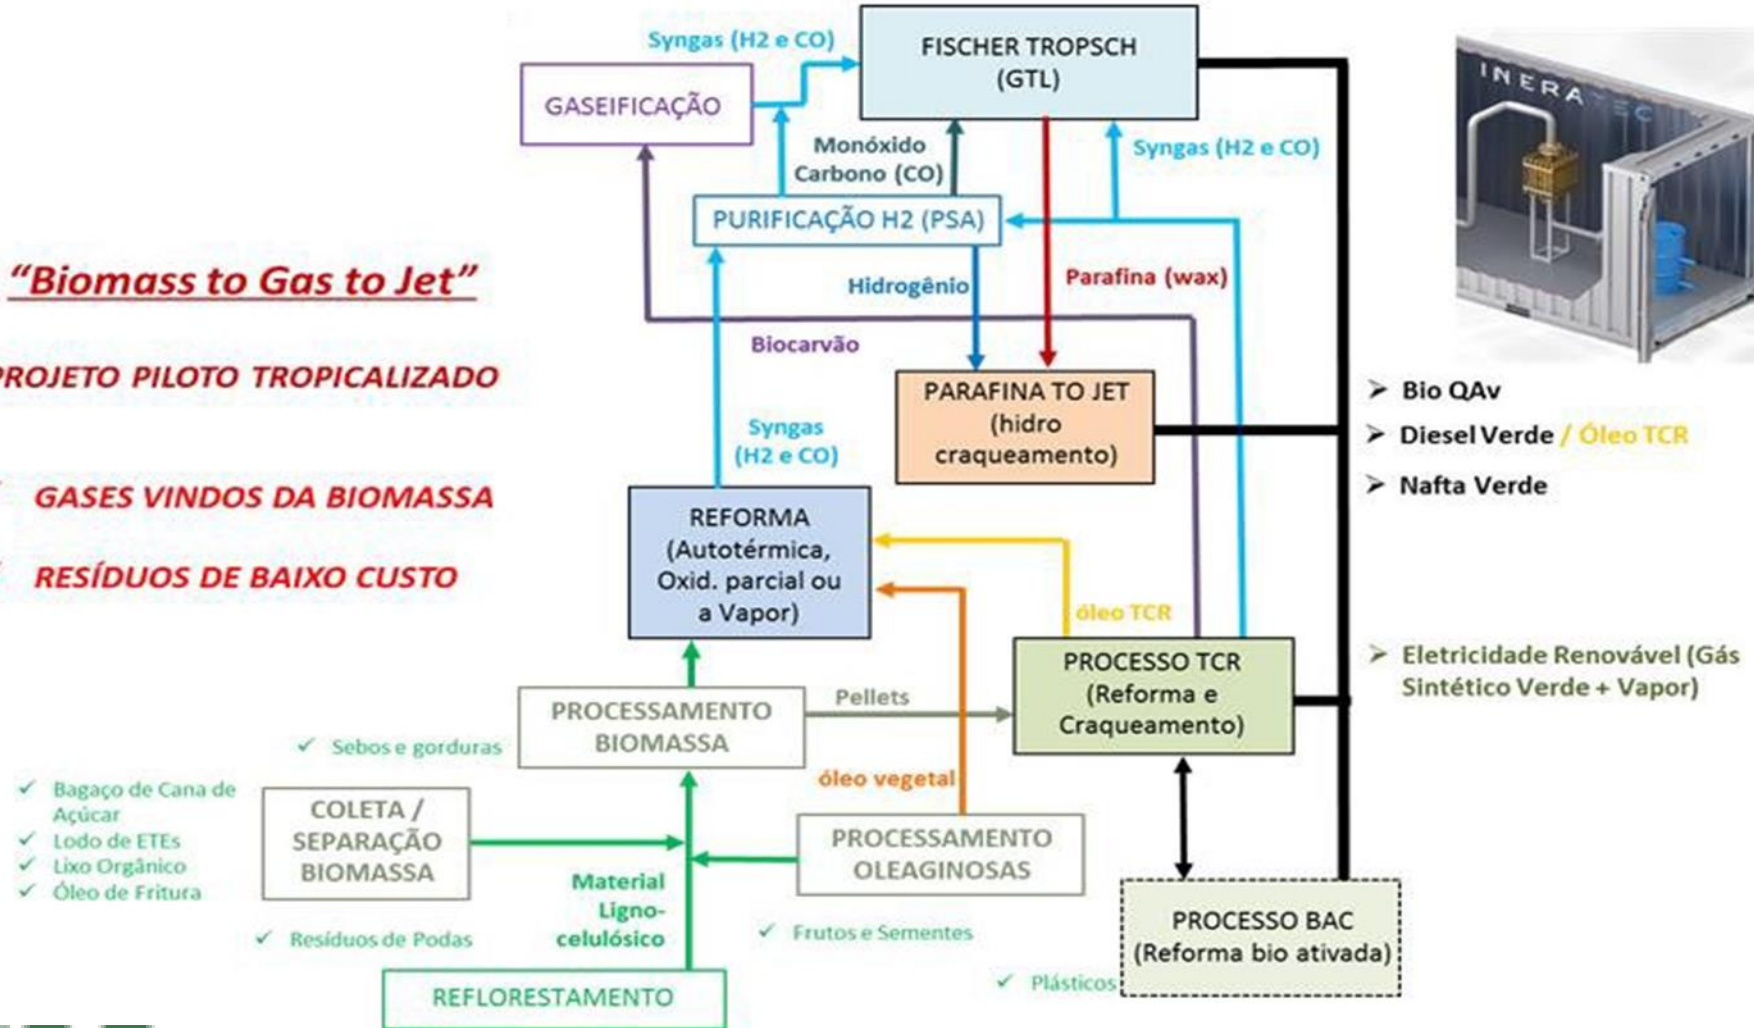 Syngas (H2 e CO)
FISCHER TROPSCH
(GTL)
INERATEC
GASEIFICAÇÃO
Monóxido
Carbono (CO)
Syngas (H2 e CO)
PURIFICAÇÃO H2 (PSA)
“Biomass to Gas to Jet”
Hidrogênio
Parafina (wax)
Biocarvão
PROJETO PILOTO TROPICALIZADO
PARAFINA TO JET
(hidro
craqueamento)
Bio QAv
Diesel Verde / Óleo TCR
Nafta Verde
Syngas
(H2 e CO)
GASES VINDOS DA BIOMASSA
REFORMA
(Autotérmica,
Oxid. parcial ou
a Vapor)
RESÍDUOS DE BAIXO CUSTO
óleo TCR
PROCESSO TCR
(Reforma e
Craqueamento)
Eletricidade Renovável (Gás
Sintético Verde + Vapor)
PROCESSAMENTO
BIOMASSA
Pellets
Sebos e gorduras
óleo vegetal
Bagaço de Cana de
Açúcar
Lodo de ETEs
Lixo Orgânico
Óleo de Fritura
COLETA /
SEPARAÇÃO
BIOMASSA
PROCESSAMENTO
OLEAGINOSAS
Material
Ligno-
celulósico
Resíduos de Podas
Frutos e Sementes
PROCESSO BAC
(Reforma bio ativada)
Plásticos
REFLORESTAMENTO